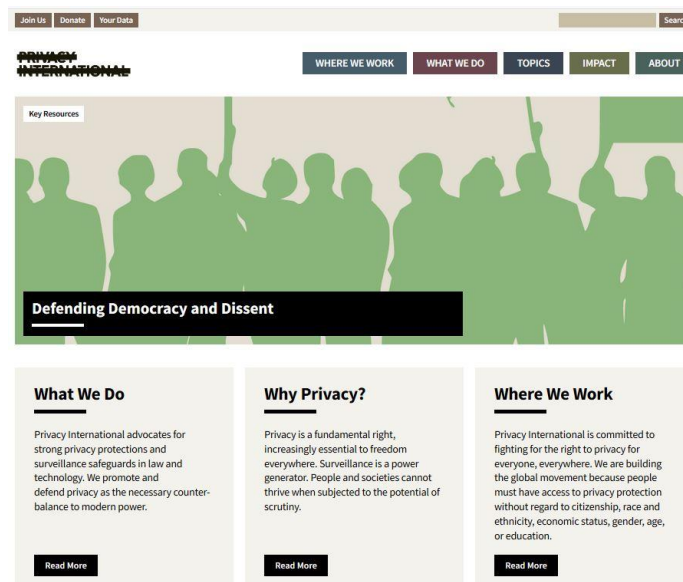 Join Us Donate Your Data Searc
PRIVACY
INTERNATIONAL
WHERE WE WORK WHAT WE DO TOPICS IMPACT ABOUT
Key Resources
Defending Democracy and Dissent
What We Do
Privacy International advocates for
strong privacy protections and
surveillance safeguards in law and
technology. We promote and
defend privacy as the necessary counter-
balance to modern power.
Read More
Why Privacy?
Privacy is a fundamental right,
increasingly essential to freedom
everywhere. Surveillance is a power
generator. People and societies cannot
thrive when subjected to the potential of
scrutiny.
Read More
Where We Work
Privacy International is committed to
fighting for the right to privacy for
everyone, everywhere. We are building
the global movement because people
must have access to privacy protection
without regard to citizenship, race and
ethnicity, economic status, gender, age,
or education.
Read More